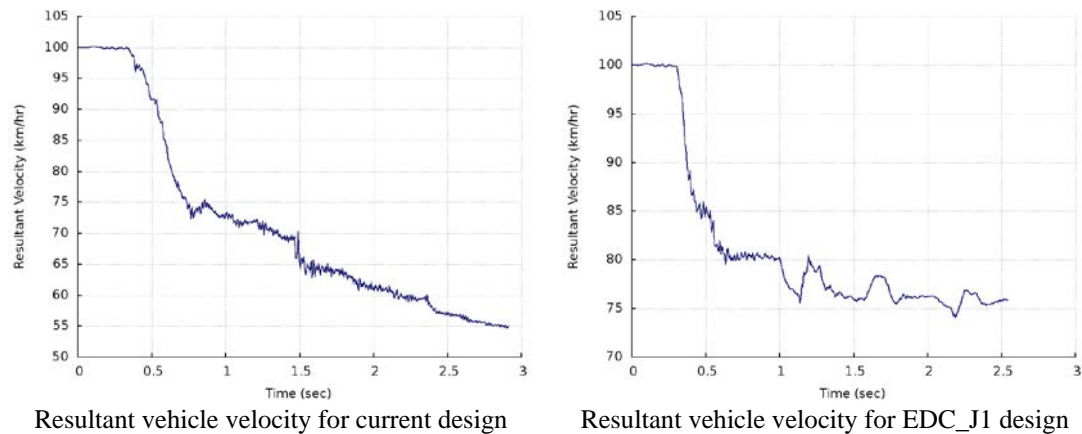 105
100
95
90
85
80
75
70
65
60
55
50
Resultant Velocity (km/hr)
0 0.5 1 1.5 2 2.5 3
Time (sec)
Resultant vehicle velocity for current design
105
100
95
90
85
80
75
70
Resultant Velocity (km/hr)
0 0.5 1 1.5 2 2.5 3
Time (sec)
Resultant vehicle velocity for EDC_J1 design